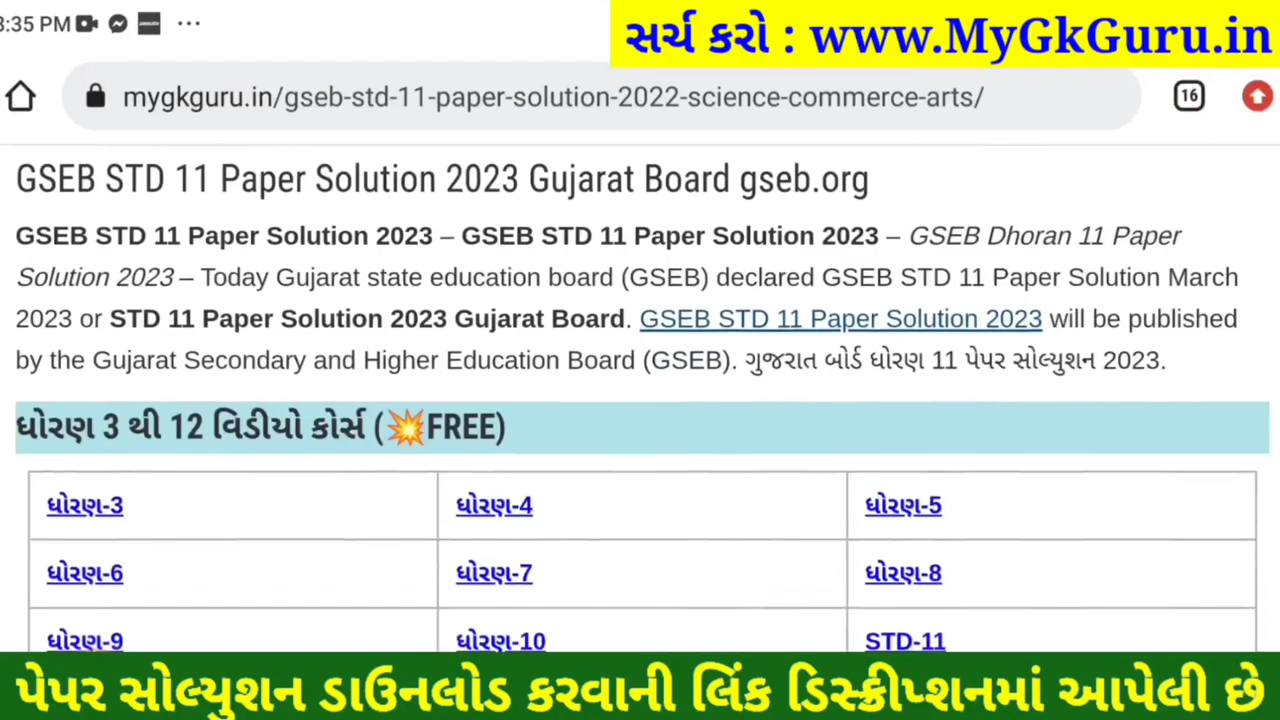 3:35 PM
સર્ચ કરો : www.MyGkGuru.in
mygkguru.in/gseb-std-11-paper-solution-2022-science-commerce-arts/
16
GSEB STD 11 Paper Solution 2023 Gujarat Board gseb.org
GSEB STD 11 Paper Solution 2023 – GSEB STD 11 Paper Solution 2023 – GSEB Dhoran 11 Paper
Solution 2023 – Today Gujarat state education board (GSEB) declared GSEB STD 11 Paper Solution March
2023 or STD 11 Paper Solution 2023 Gujarat Board. GSEB STD 11 Paper Solution 2023 will be published
by the Gujarat Secondary and Higher Education Board (GSEB). ગુજરાત બોર્ડ ધોરણ 11 પેપર સોલ્યુશન 2023.
ધોરણ 3 થી 12 વિડીયો કોર્સ (💥FREE)
ધોરણ-3 ધોરણ-4 ધોરણ-5
ધોરણ-6 ધોરણ-7 ધોરણ-8
ધોરણ-9 ધોરણ-10 STD-11
પેપર સોલ્યુશન ડાઉનલોડ કરવાની લિંક ડિસ્ક્રીપ્શનમાં આપેલી છે